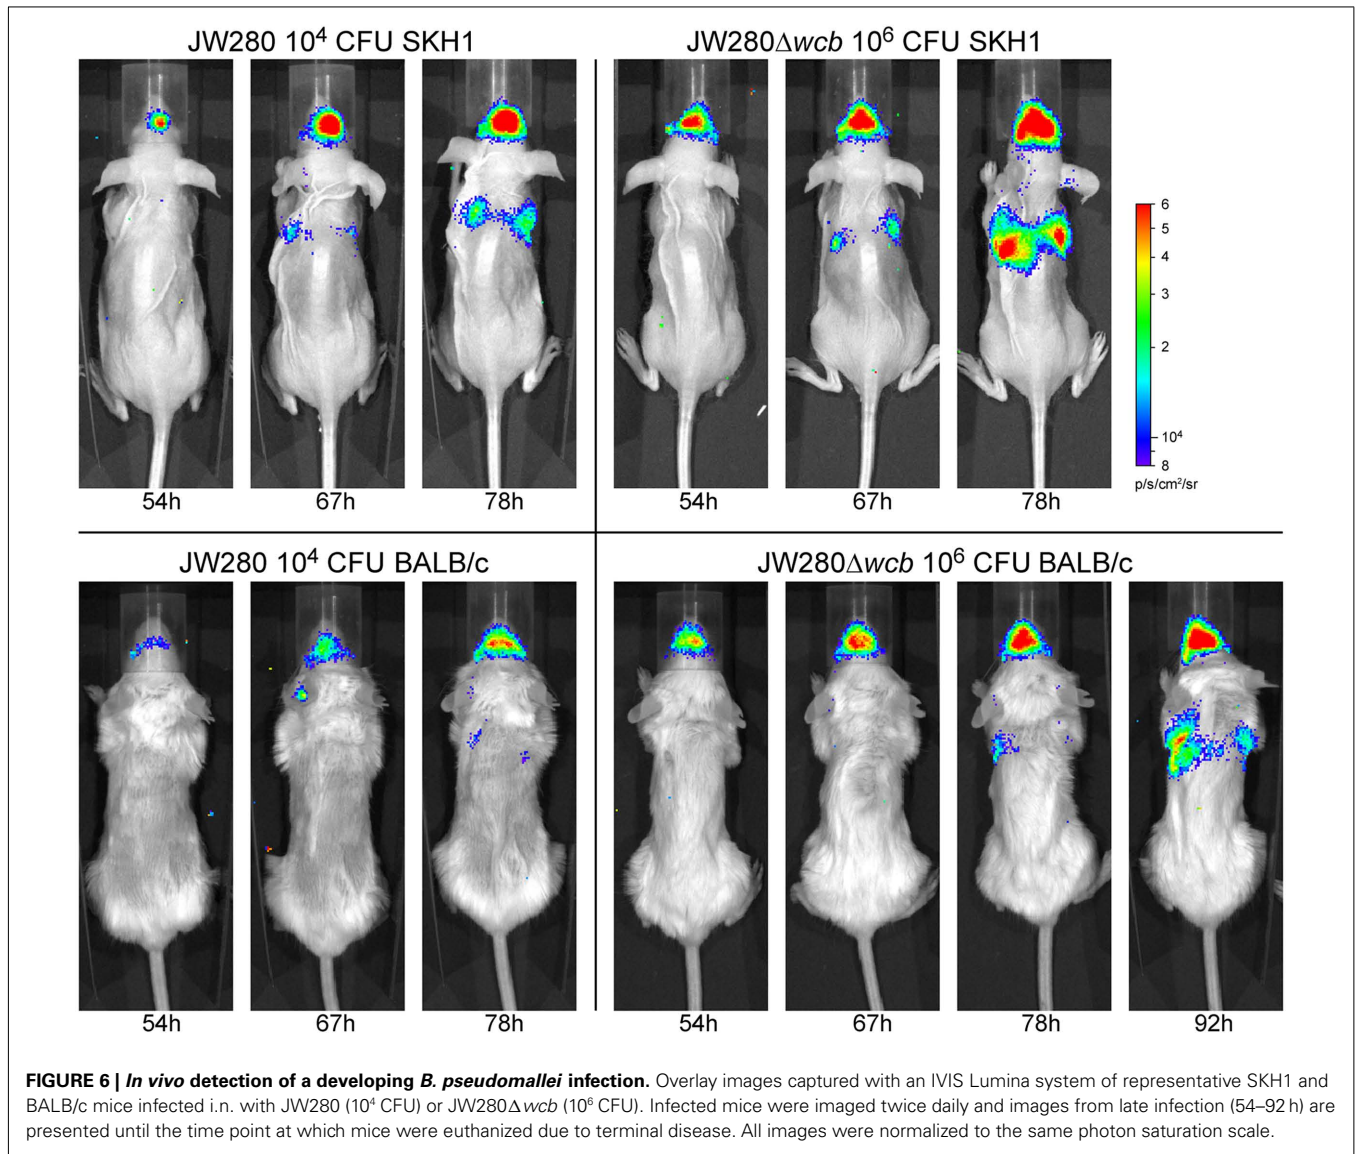 JW280 10⁴ CFU SKH1
JW280Δwcb 10⁶ CFU SKH1
54h
67h
78h
54h
67h
78h
6
5
4
3
2
10⁴
8
p/s/cm²/sr
JW280 10⁴ CFU BALB/c
JW280Δwcb 10⁶ CFU BALB/c
54h
67h
78h
54h
67h
78h
92h
FIGURE 6 | In vivo detection of a developing B. pseudomallei infection. Overlay images captured with an IVIS Lumina system of representative SKH1 and
BALB/c mice infected i.n. with JW280 (10⁴ CFU) or JW280Δwcb (10⁶ CFU). Infected mice were imaged twice daily and images from late infection (54–92 h) are
presented until the time point at which mice were euthanized due to terminal disease. All images were normalized to the same photon saturation scale.